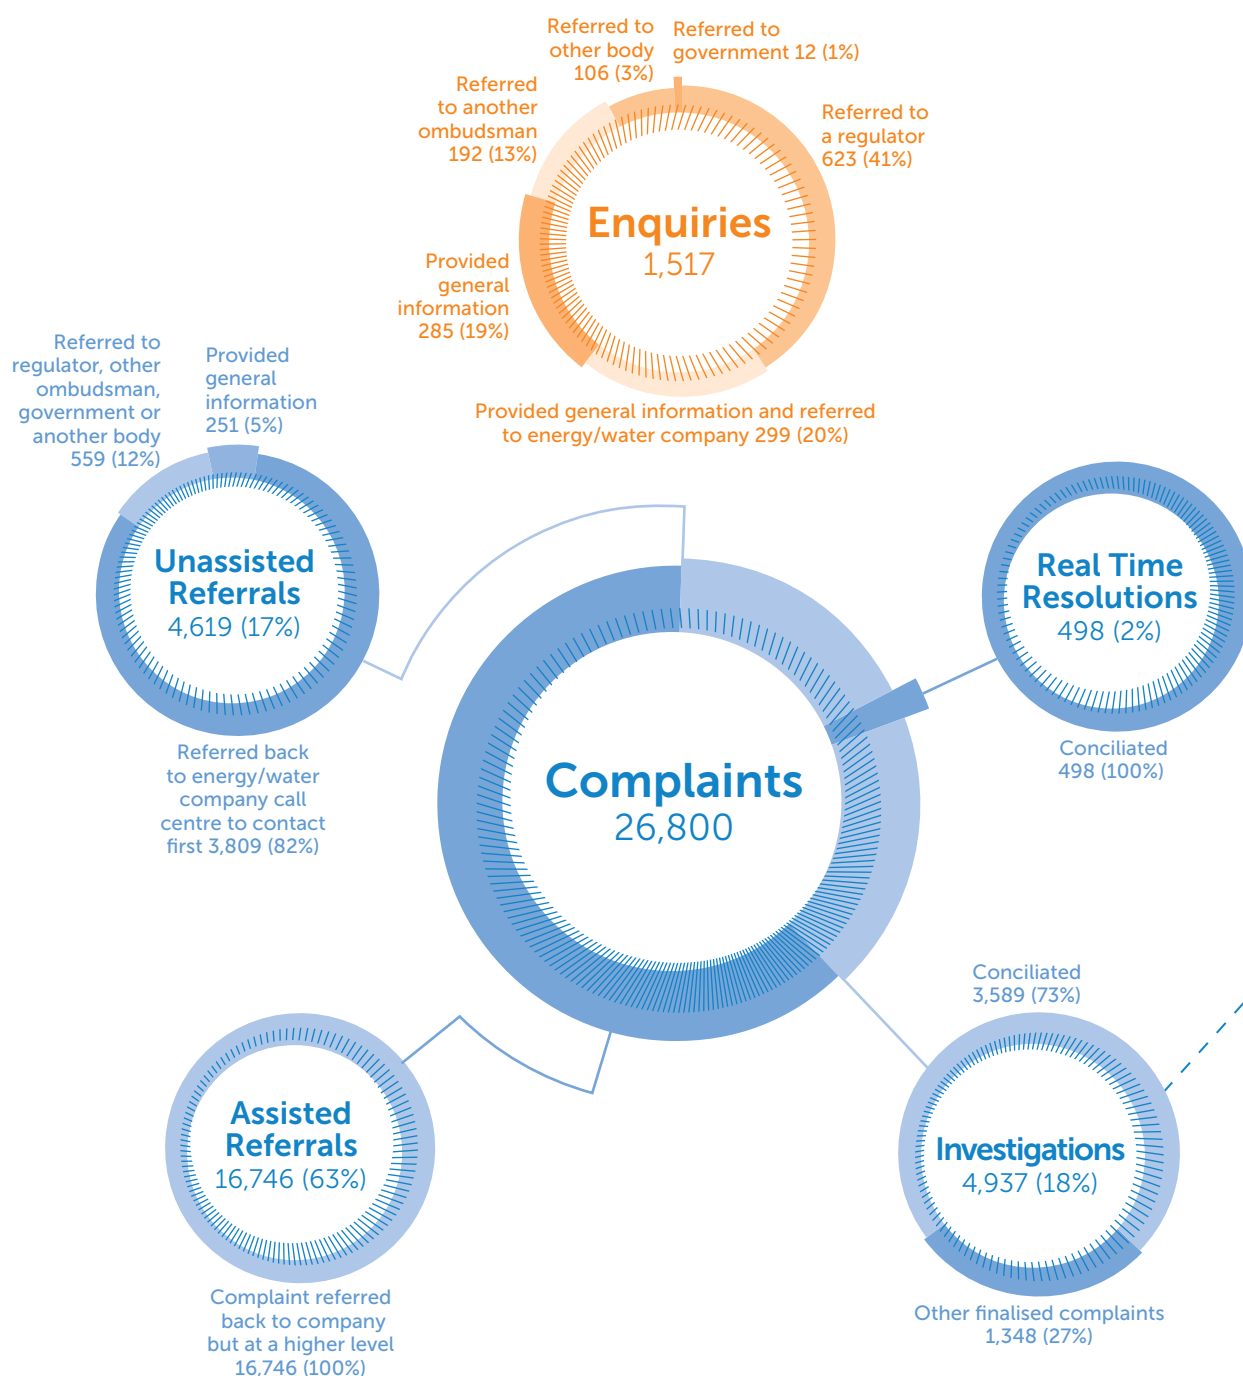 Referred to
other body
106 (3%)
Referred to
government 12 (1%)
Referred
to another
ombudsman
192 (13%)
Referred to
a regulator
623 (41%)
Enquiries
1,517
Provided
general
information
285 (19%)
Provided general information and referred
to energy/water company 299 (20%)
Referred to
regulator, other
ombudsman,
government or
another body
559 (12%)
Provided
general
information
251 (5%)
Unassisted
Referrals
4,619 (17%)
Referred back
to energy/water
company call
centre to contact
first 3,809 (82%)
Real Time
Resolutions
498 (2%)
Conciliated
498 (100%)
Complaints
26,800
Assisted
Referrals
16,746 (63%)
Complaint referred
back to company
but at a higher level
16,746 (100%)
Conciliated
3,589 (73%)
Investigations
4,937 (18%)
Other finalised complaints
1,348 (27%)